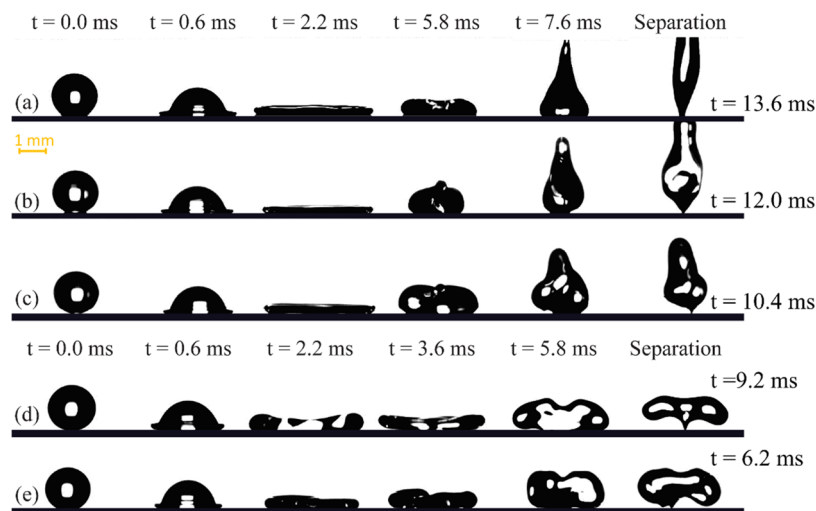 t = 0.0 ms t = 0.6 ms t = 2.2 ms t = 5.8 ms t = 7.6 ms Separation
(a) t = 13.6 ms
1 mm
(b) t = 12.0 ms
(c) t = 10.4 ms
t = 0.0 ms t = 0.6 ms t = 2.2 ms t = 3.6 ms t = 5.8 ms Separation
t =9.2 ms
(d)
t = 6.2 ms
(e)